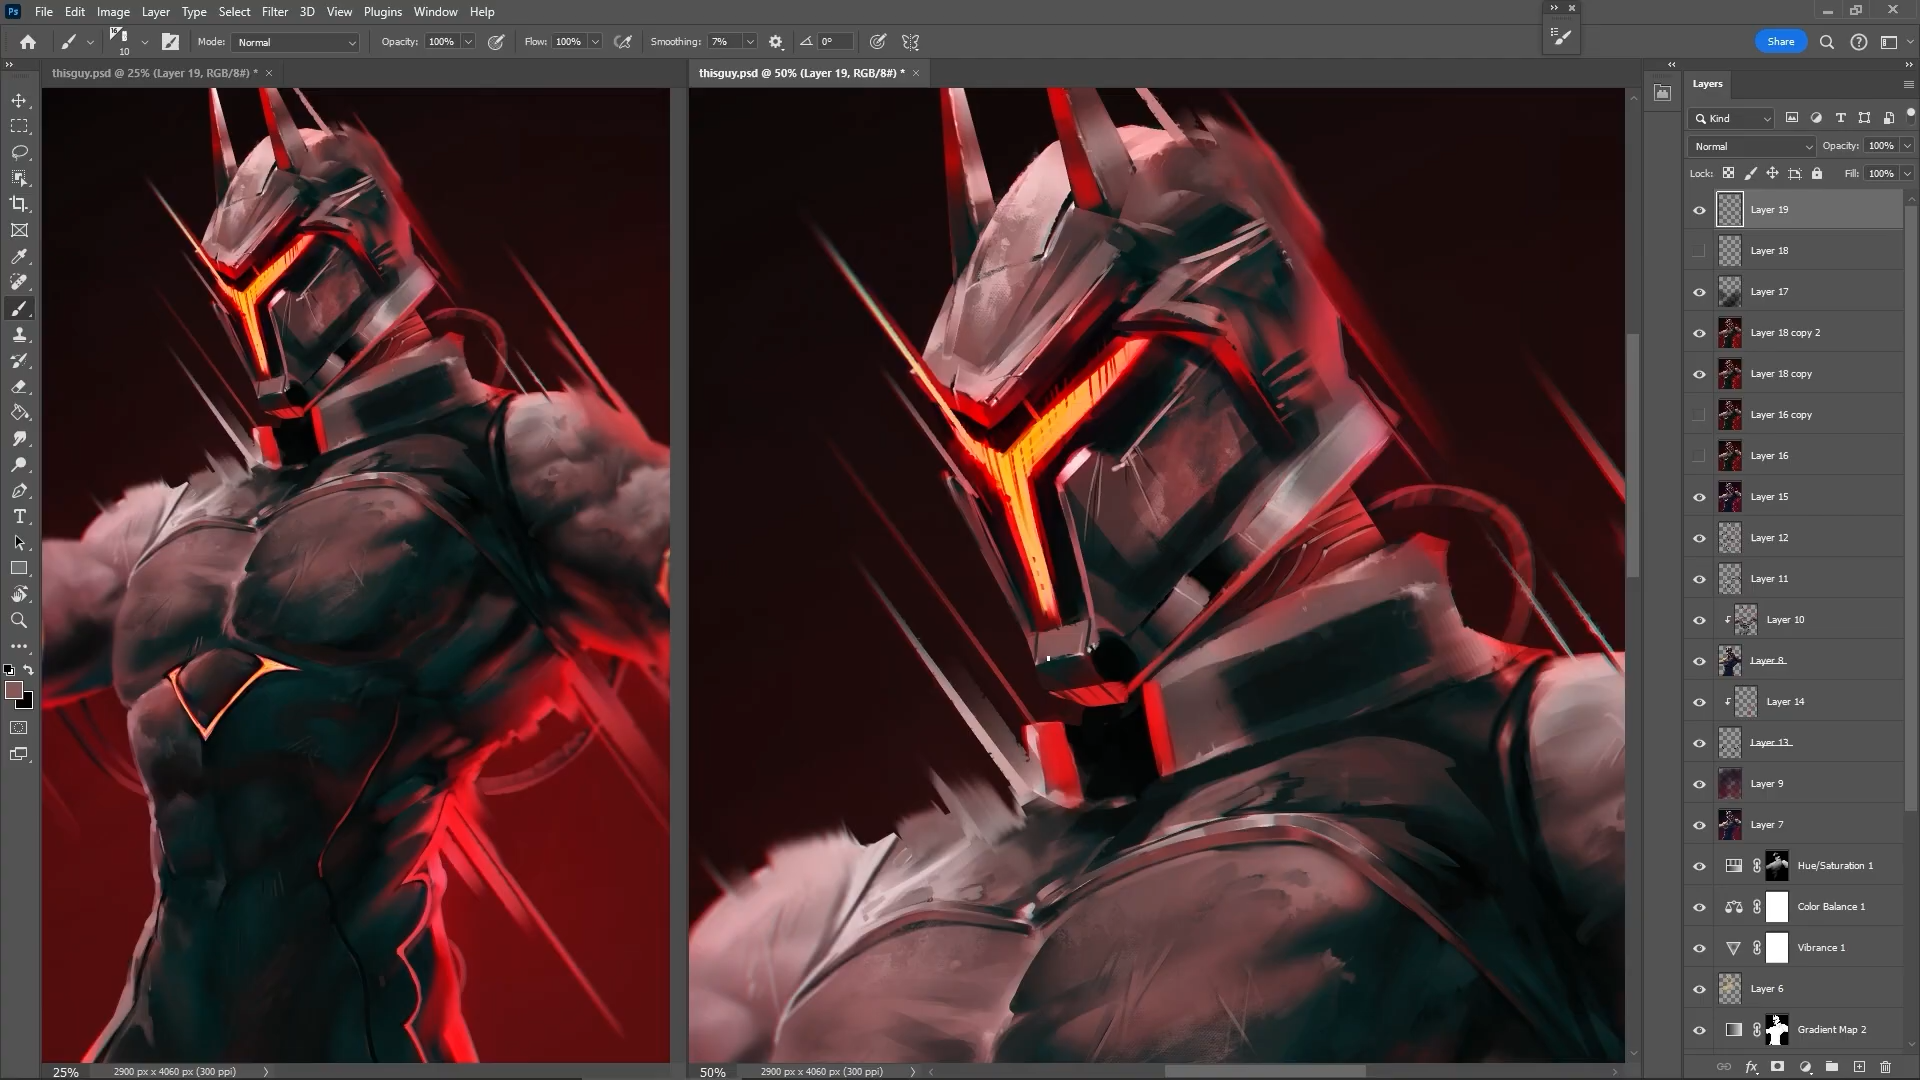 Ps File Edit Image Layer Type Select Filter 3D View Plugins Window Help
10 Mode: Normal Opacity: 100% Flow: 100% Smoothing: 7% 0° Share
thisguy.psd @ 25% (Layer 19, RGB/8#) *
thisguy.psd @ 50% (Layer 19, RGB/8#) *
Layers
Kind
Normal Opacity: 100%
Lock: Fill: 100%
Layer 19
Layer 18
Layer 17
Layer 18 copy 2
Layer 18 copy
Layer 16 copy
Layer 16
Layer 15
Layer 12
Layer 11
Layer 10
Layer 8
Layer 14
Layer 13
Layer 9
Layer 7
Hue/Saturation 1
Color Balance 1
Vibrance 1
Layer 6
Gradient Map 2
25% 2900 px x 4060 px (300 ppi)
50% 2900 px x 4060 px (300 ppi)